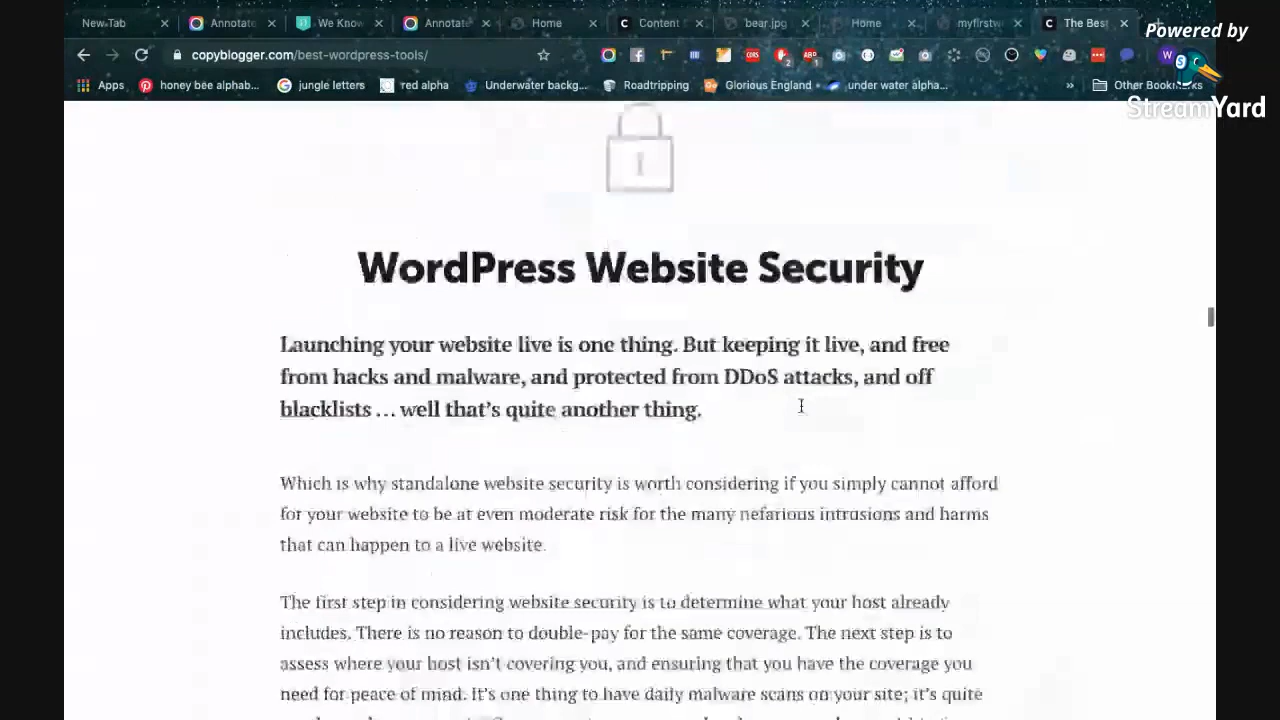 New Tab
Annotate
We Know
Annotate
Home
Content
bear.jpg
Home
myfirstw
The Best
Powered by
copyblogger.com/best-wordpress-tools/
StreamYard
Apps
honey bee alphab...
jungle letters
red alpha
Underwater backg...
Roadtripping
Glorious England
under water alpha...
»
Other Bookmarks
WordPress Website Security
Launching your website live is one thing. But keeping it live, and free
from hacks and malware, and protected from DDoS attacks, and off
blacklists … well that's quite another thing.
Which is why standalone website security is worth considering if you simply cannot afford
for your website to be at even moderate risk for the many nefarious intrusions and harms
that can happen to a live website.
The first step in considering website security is to determine what your host already
includes. There is no reason to double-pay for the same coverage. The next step is to
assess where your host isn't covering you, and ensuring that you have the coverage you
need for peace of mind. It's one thing to have daily malware scans on your site; it's quite